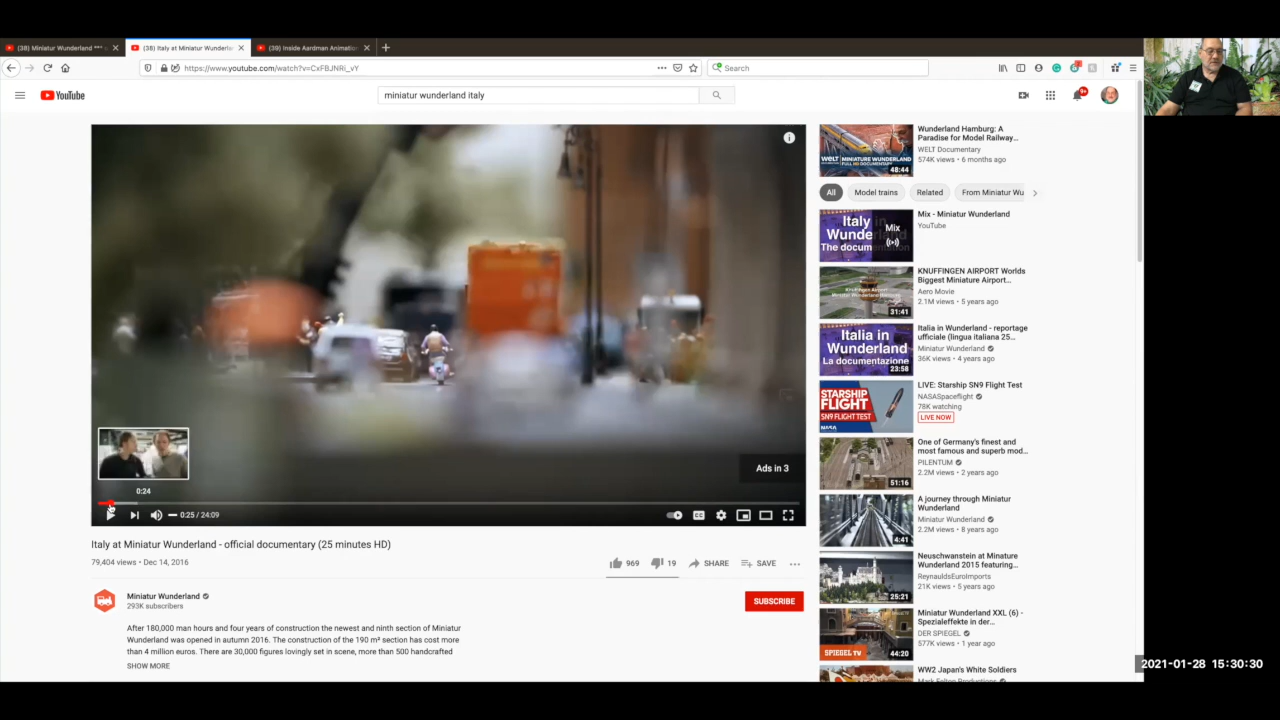 (38) Miniatur Wunderland *** o
(38) Italy at Miniatur Wunderla
(39) Inside Aardman Animation
https://www.youtube.com/watch?v=CxFBJNRi_vY
Search
YouTube
miniatur wunderland italy
9+
Ads in 3
0:24
0:25 / 24:09
CC
Italy at Miniatur Wunderland - official documentary (25 minutes HD)
79,404 views • Dec 14, 2016
969
19
SHARE
SAVE
Miniatur Wunderland
293K subscribers
SUBSCRIBE
After 180,000 man hours and four years of construction the newest and ninth section of Miniatur
Wunderland was opened in autumn 2016. The construction of the 190 m² section has cost more
than 4 million euros. There are 30,000 figures lovingly set in scene, more than 500 handcrafted
SHOW MORE
WELT MINIATURE WUNDERLAND
48:44
Wunderland Hamburg: A
Paradise for Model Railway...
WELT Documentary
574K views • 6 months ago
All
Model trains
Related
From Miniatur Wu
Italy in
Wunde
The docum
Mix
Mix - Miniatur Wunderland
YouTube
31:41
KNUFFINGEN AIRPORT Worlds
Biggest Miniature Airport...
Aero Movie
2.1M views • 5 years ago
Italia in
Wunderland
La documentazione
23:58
Italia in Wunderland - reportage
ufficiale (lingua italiana 25...
Miniatur Wunderland
36K views • 4 years ago
STARSHIP
FLIGHT
SN9 FLIGHT TEST
LIVE: Starship SN9 Flight Test
NASASpaceflight
78K watching
LIVE NOW
51:16
One of Germany's finest and
most famous and superb mod...
PILENTUM
2.2M views • 2 years ago
4:41
A journey through Miniatur
Wunderland
Miniatur Wunderland
2.2M views • 8 years ago
25:21
Neuschwanstein at Minature
Wunderland 2015 featuring...
ReynauldsEuroImports
21K views • 5 years ago
SPIEGEL TV
44:20
Miniatur Wunderland XXL (6) -
Spezialeffekte in der...
DER SPIEGEL
577K views • 1 year ago
WW2 Japan's White Soldiers
Mark Felton Productions
2021-01-28 15:30:30